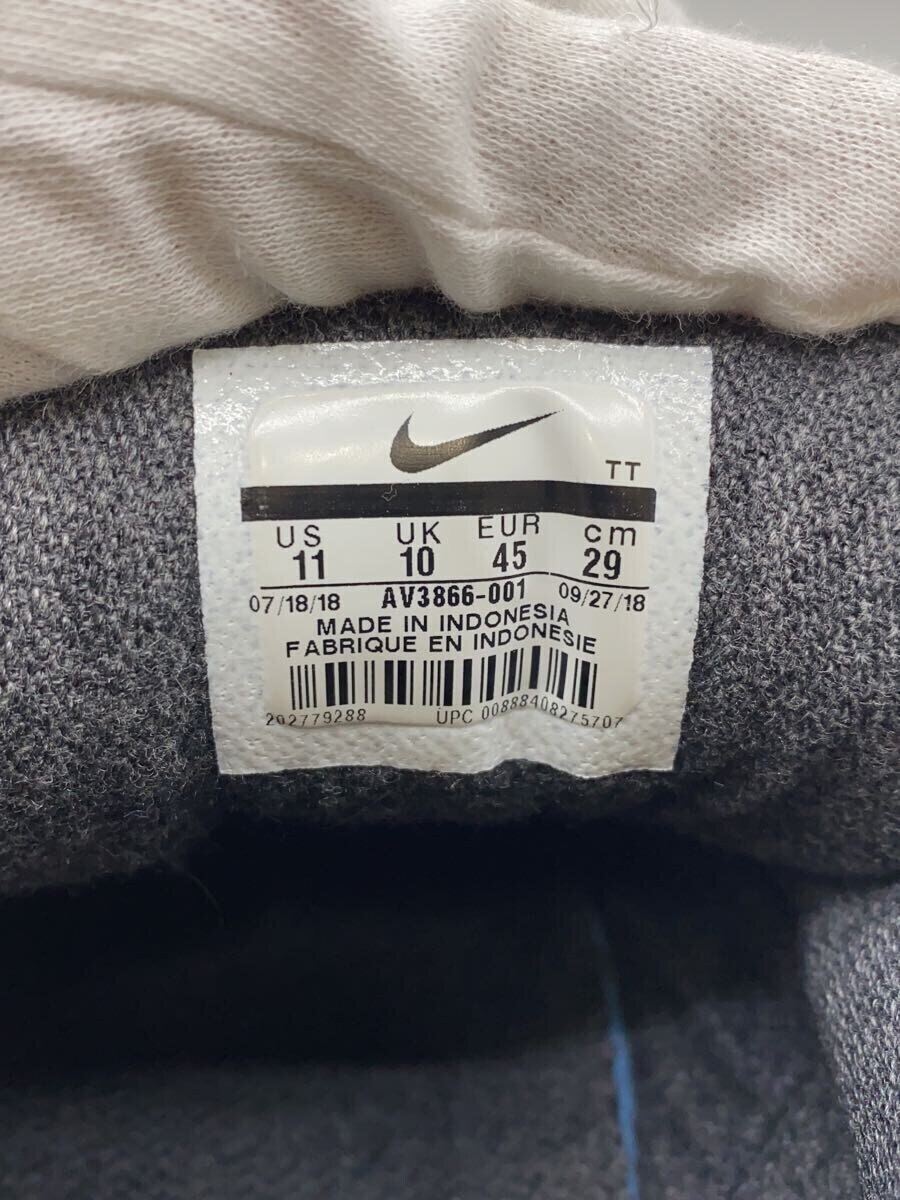 TT
US UK EUR cm
11 10 45 29
07/18/18 AV3866-001 09/27/18
MADE IN INDONESIA
FABRIQUE EN INDONESIE
202779288 UPC 00888408275707